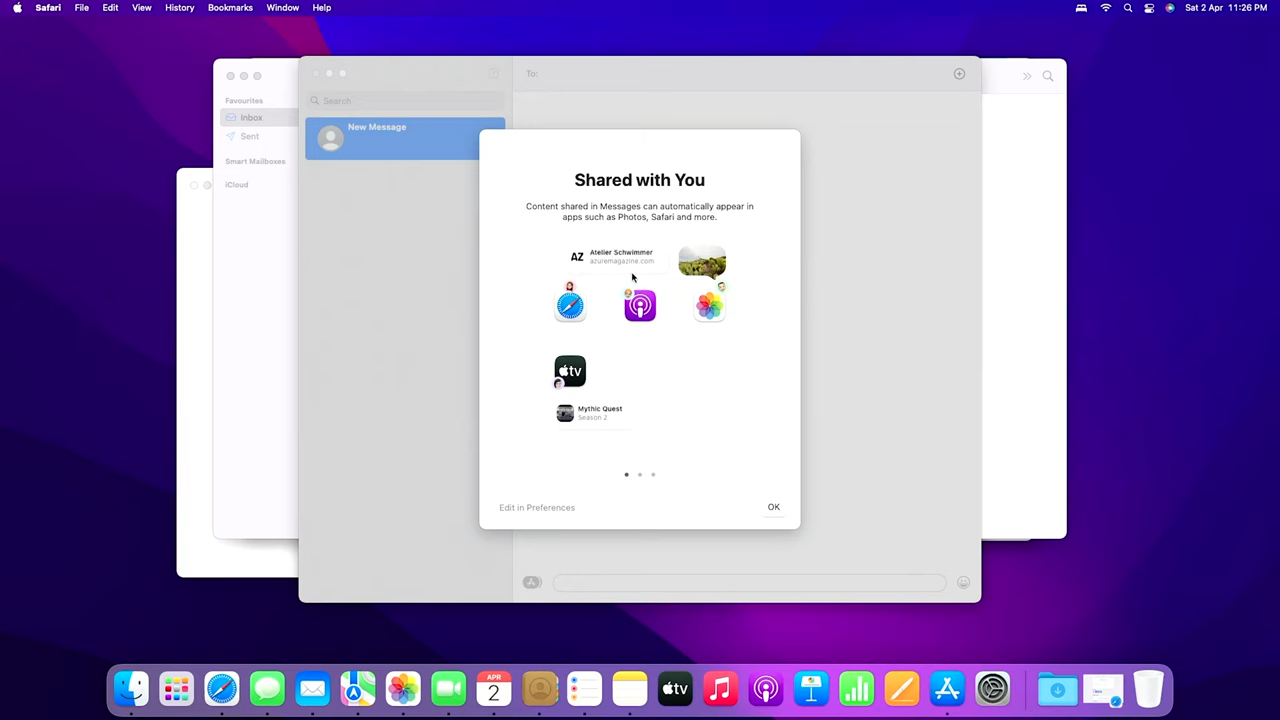 Safari File Edit View History Bookmarks Window Help
Sat 2 Apr 11:26 PM
Favourites
Inbox
Sent
Smart Mailboxes
iCloud
Search
New Message
To:
Shared with You
Content shared in Messages can automatically appear in
apps such as Photos, Safari and more.
AZ
Atelier Schwimmer
azuremagazine.com
tv
Mythic Quest
Season 2
Edit in Preferences
OK
APR
2
tv